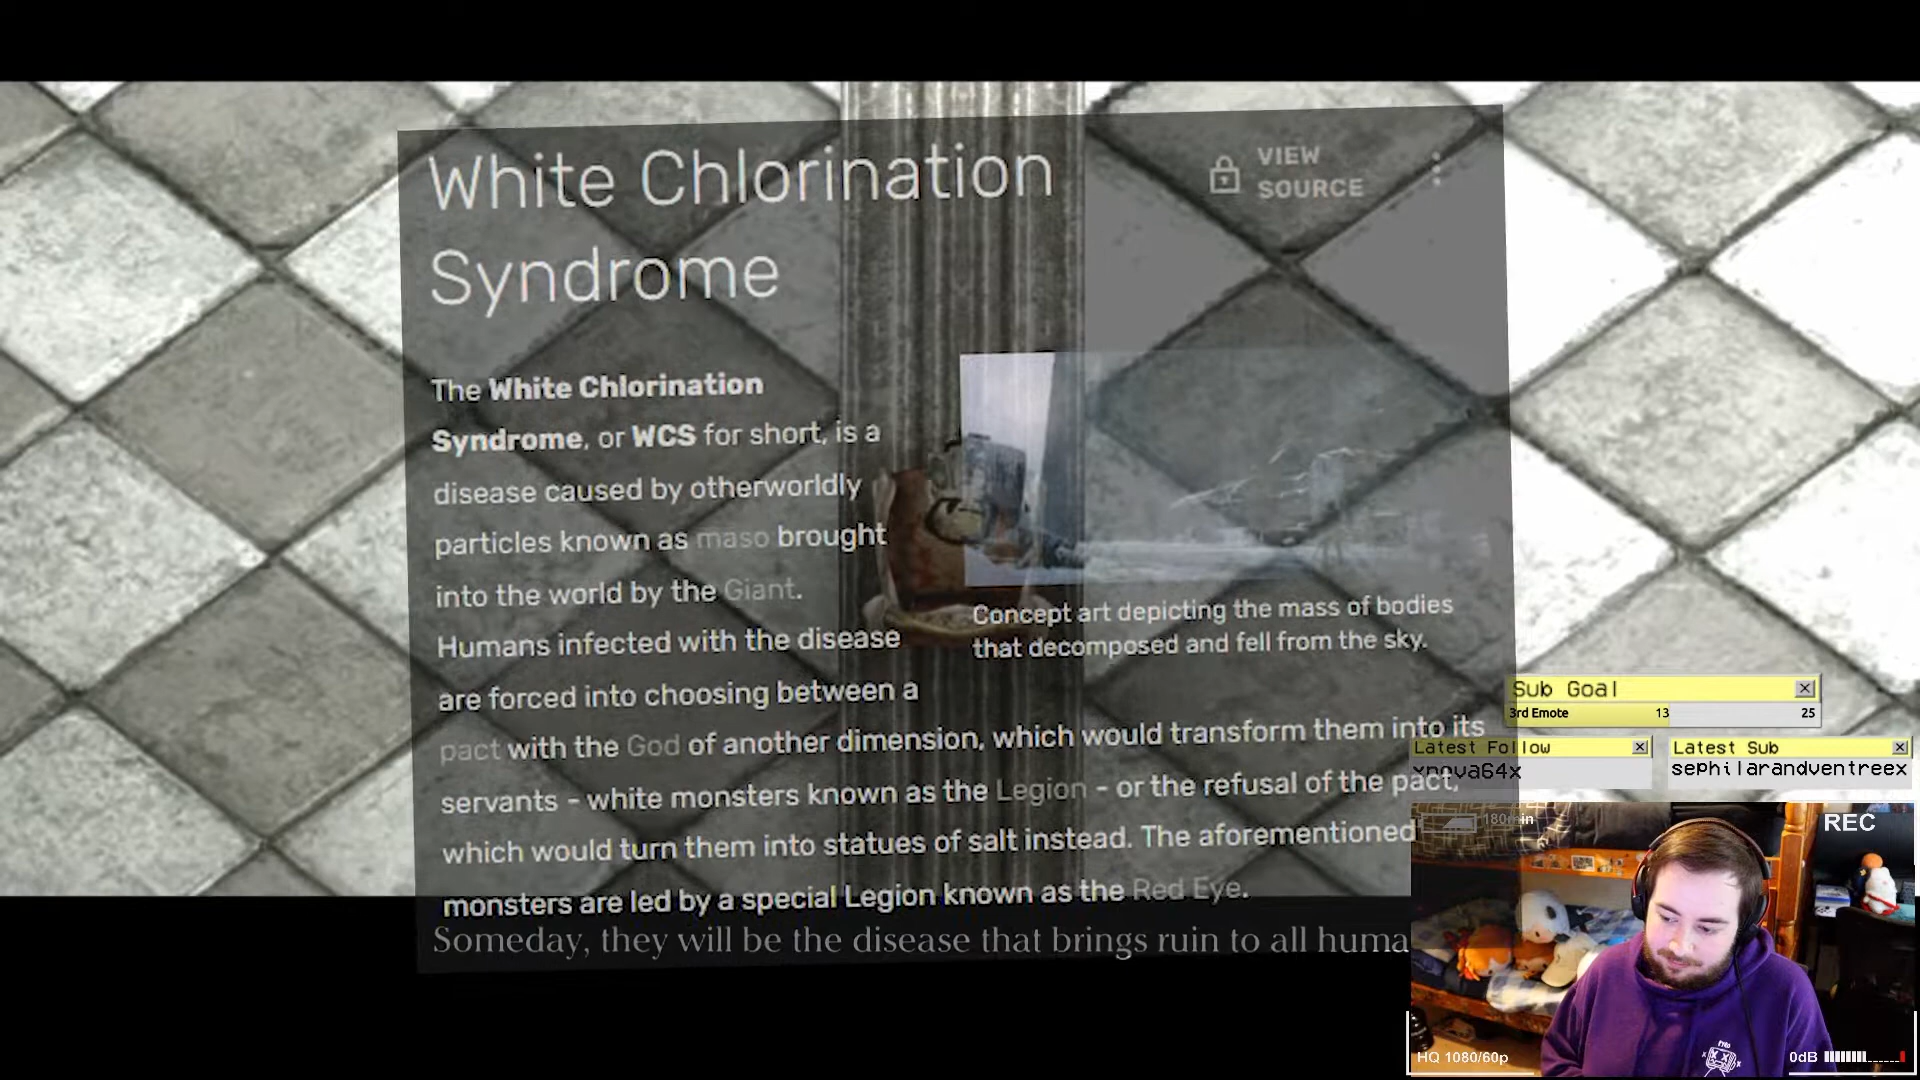 White Chlorination
Syndrome
VIEW
SOURCE
The White Chlorination
Syndrome, or WCS for short, is a
disease caused by otherworldly
particles known as maso brought
into the world by the Giant.
Humans infected with the disease
are forced into choosing between a
pact with the God of another dimension, which would transform them into its
servants - white monsters known as the Legion - or the refusal of the pact,
which would turn them into statues of salt instead. The aforementioned
monsters are led by a special Legion known as the Red Eye.
Concept art depicting the mass of bodies
that decomposed and fell from the sky.
Someday, they will be the disease that brings ruin to all huma
Sub Goal
3rd Emote 13 25
Latest Follow
xnova64x
Latest Sub
sephilarandventreex
180min
REC
HQ 1080/60p
0dB